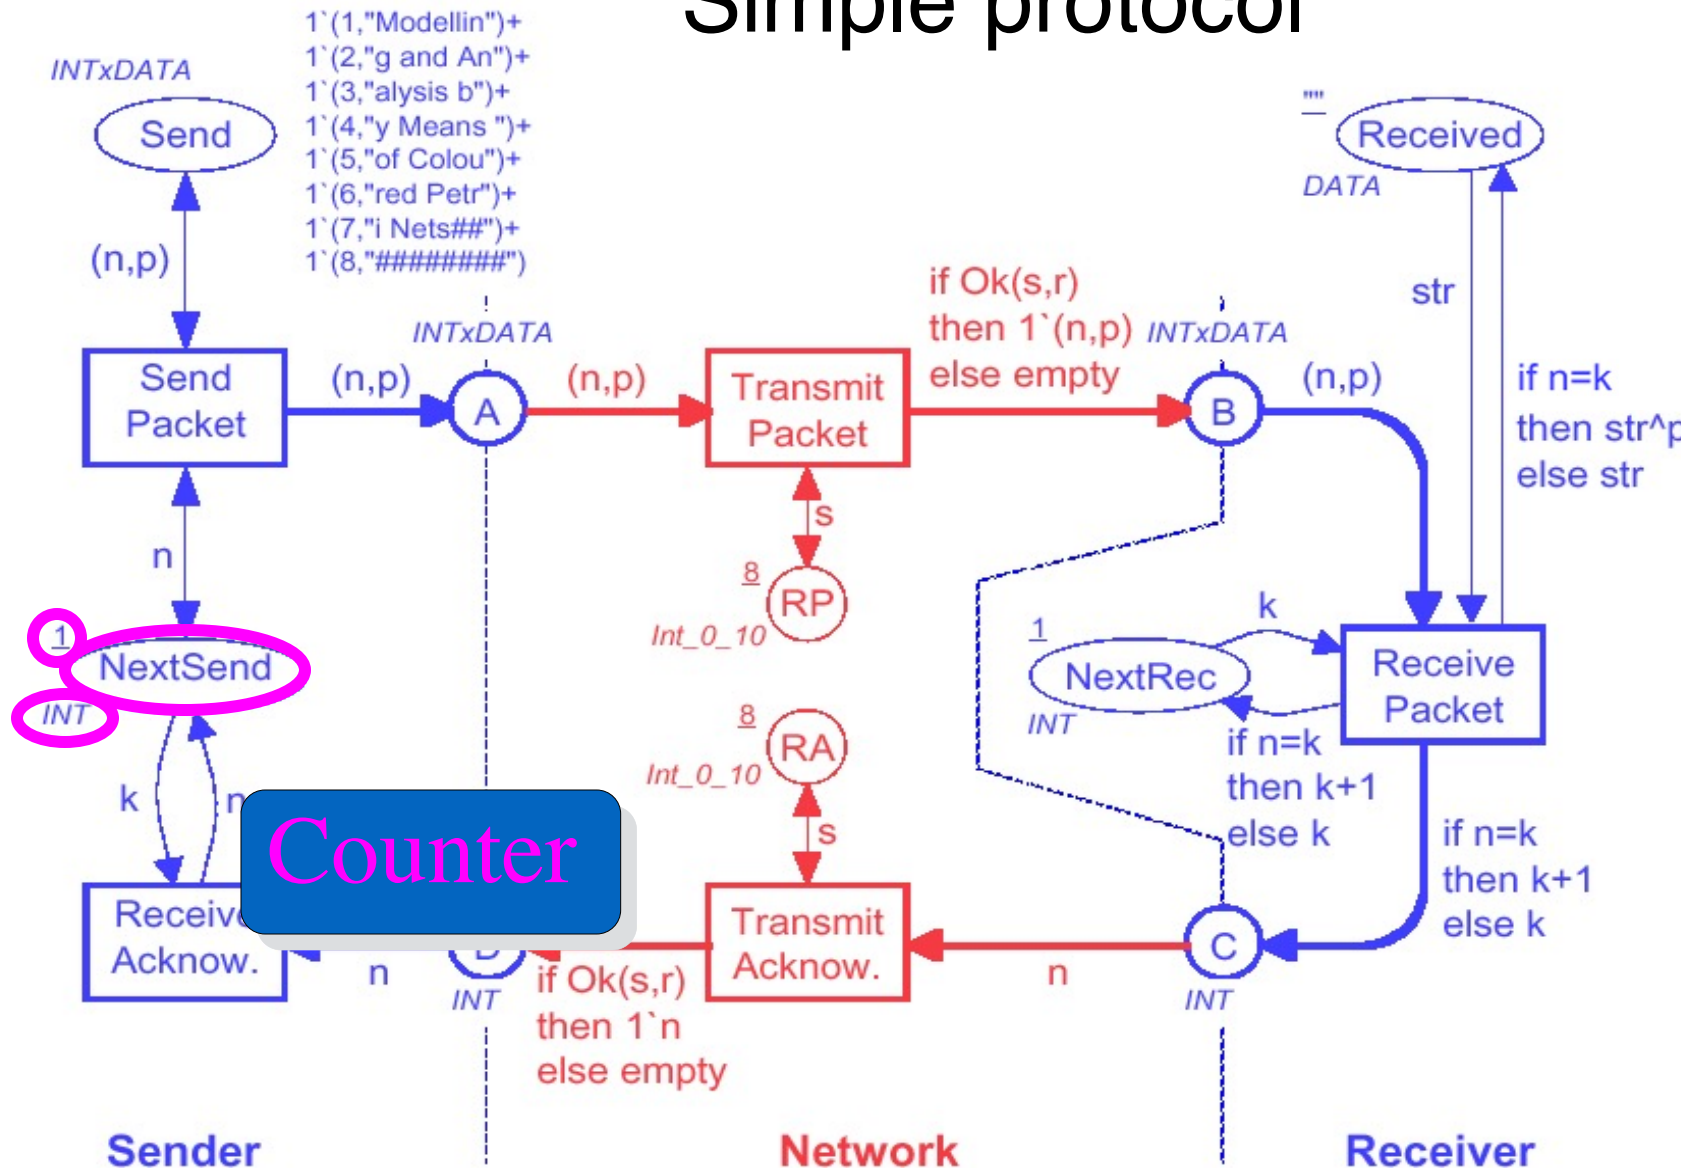 Simple protocol
1`(1,"Modellin")+
1`(2,"g and An")+
1`(3,"alysis b")+
1`(4,"y Means ")+
1`(5,"of Colou")+
1`(6,"red Petr")+
1`(7,"i Nets##")+
1`(8,"########")
INTxDATA
Send
""
Received
DATA
(n,p)
str
if Ok(s,r)
then 1`(n,p)
else empty
INTxDATA
INTxDATA
Send
Packet
(n,p)
A
(n,p)
Transmit
Packet
B
(n,p)
if n=k
then str^p
else str
n
s
8
RP
Int_0_10
1
NextSend
INT
k
1
NextRec
INT
Receive
Packet
8
RA
Int_0_10
if n=k
then k+1
else k
k
n
Counter
s
if n=k
then k+1
else k
Receive
Acknow.
n
INT
if Ok(s,r)
then 1`n
else empty
Transmit
Acknow.
n
C
INT
Sender
Network
Receiver